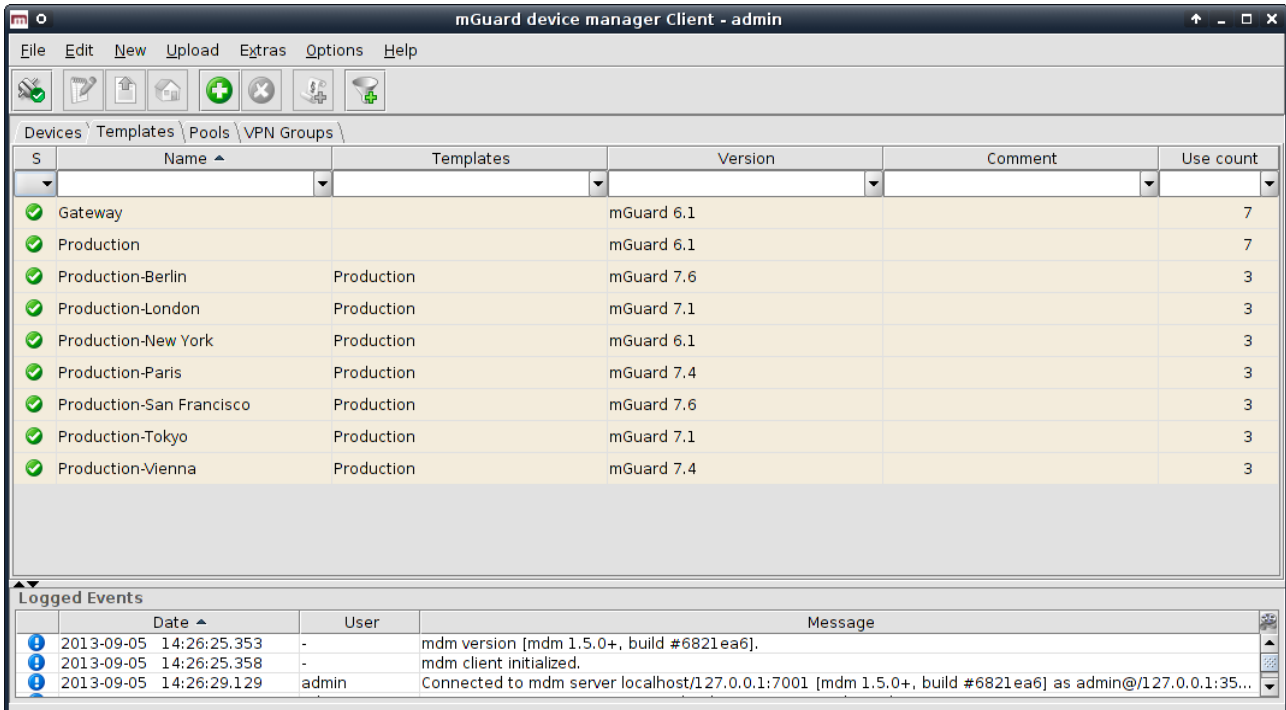 mGuard device manager Client - admin
File Edit New Upload Extras Options Help
Devices Templates Pools VPN Groups
S Name Templates Version Comment Use count
Gateway mGuard 6.1 7
Production mGuard 6.1 7
Production-Berlin Production mGuard 7.6 3
Production-London Production mGuard 7.1 3
Production-New York Production mGuard 6.1 3
Production-Paris Production mGuard 7.4 3
Production-San Francisco Production mGuard 7.6 3
Production-Tokyo Production mGuard 7.1 3
Production-Vienna Production mGuard 7.4 3
Logged Events
Date User Message
2013-09-05 14:26:25.353 - mdm version [mdm 1.5.0+, build #6821ea6].
2013-09-05 14:26:25.358 - mdm client initialized.
2013-09-05 14:26:29.129 admin Connected to mdm server localhost/127.0.0.1:7001 [mdm 1.5.0+, build #6821ea6] as admin@/127.0.0.1:35...